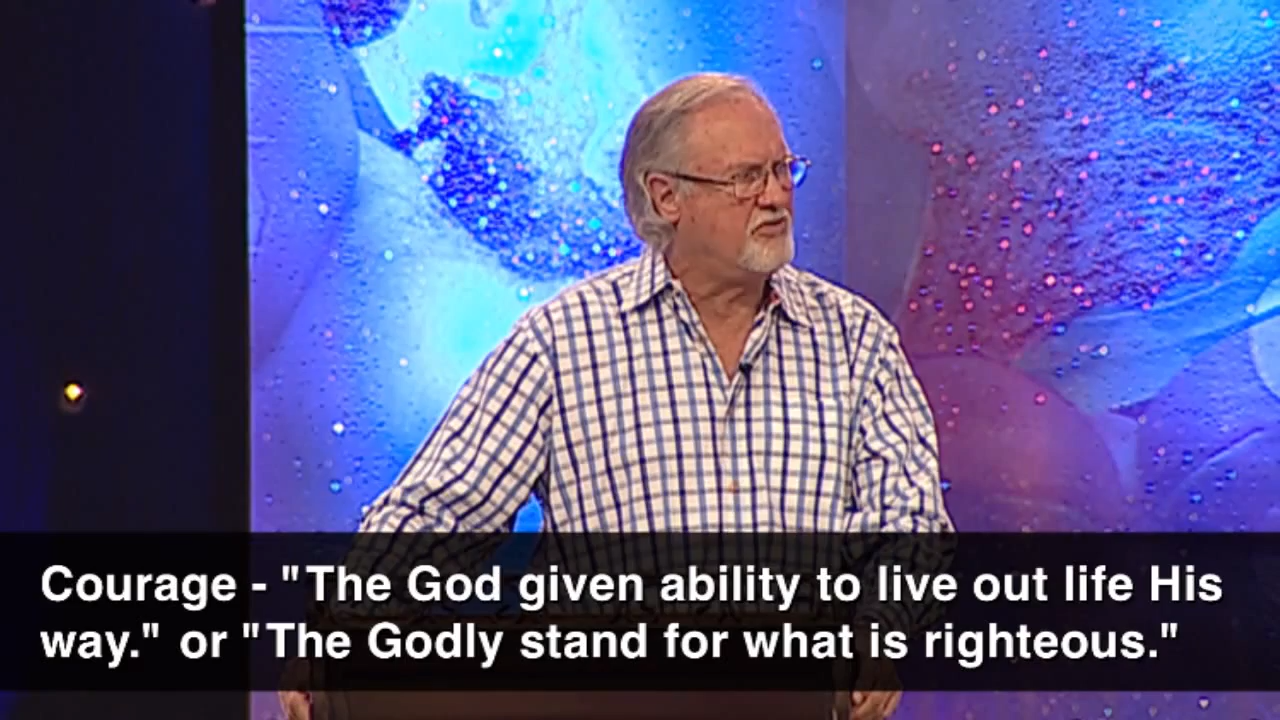 Courage - "The God given ability to live out life His
way." or "The Godly stand for what is righteous."